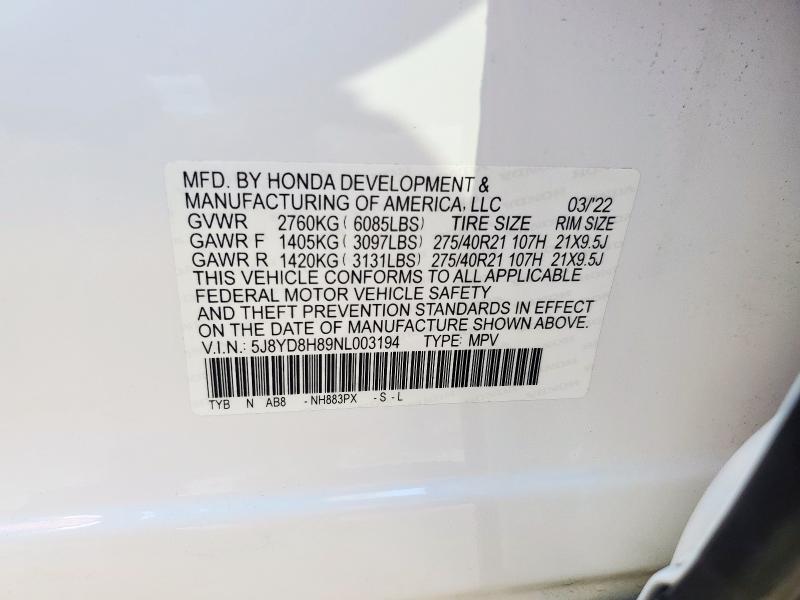 MFD. BY HONDA DEVELOPMENT &
MANUFACTURING OF AMERICA, LLC 03/'22
GVWR 2760KG ( 6085LBS) TIRE SIZE RIM SIZE
GAWR F 1405KG ( 3097LBS) 275/40R21 107H 21X9.5J
GAWR R 1420KG ( 3131LBS) 275/40R21 107H 21X9.5J
THIS VEHICLE CONFORMS TO ALL APPLICABLE
FEDERAL MOTOR VEHICLE SAFETY
AND THEFT PREVENTION STANDARDS IN EFFECT
ON THE DATE OF MANUFACTURE SHOWN ABOVE.
V.I.N.: 5J8YD8H89NL003194 TYPE: MPV
TYB N AB8 -NH883PX -S -L